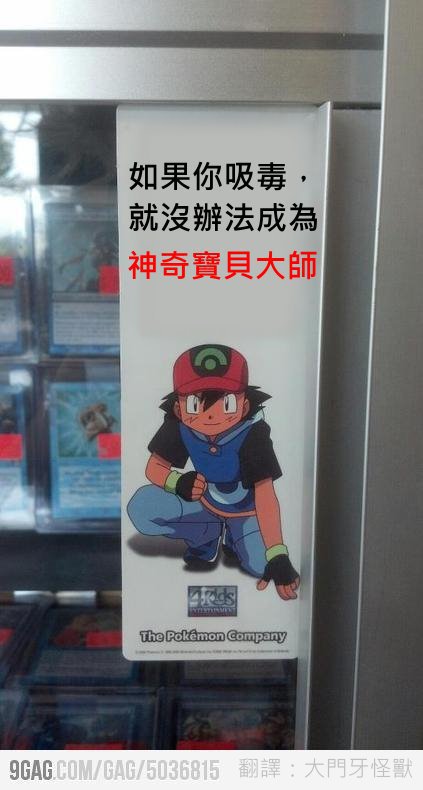 如果你吸毒，
就沒辦法成為
神奇寶貝大師
4Kids
ENTERTAINMENT
The Pokémon Company
9GAG.COM/GAG/5036815 翻譯：大門牙怪獸